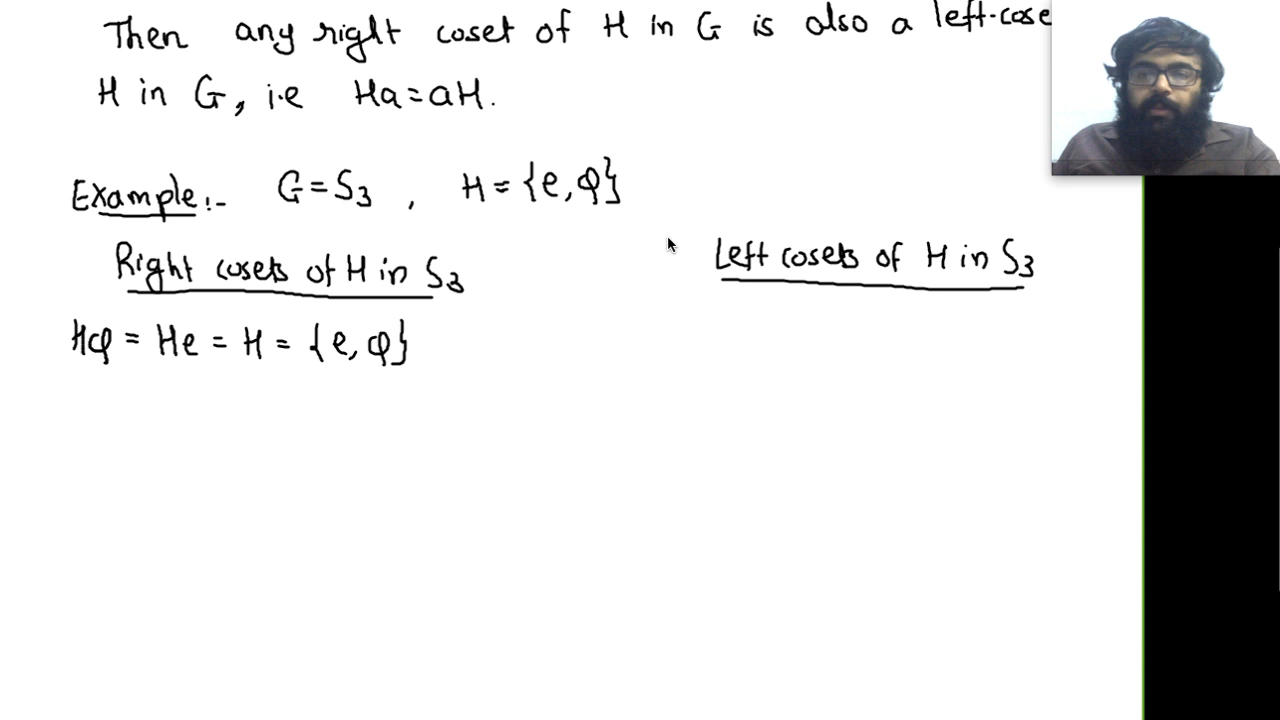 Then any right coset of H in G is also a left-cose
H in G, i.e Ha=aH.
Example:- G=S₃ , H={e,φ}
Right cosets of H in S₃
Left cosets of H in S₃
Hφ = He = H = {e,φ}